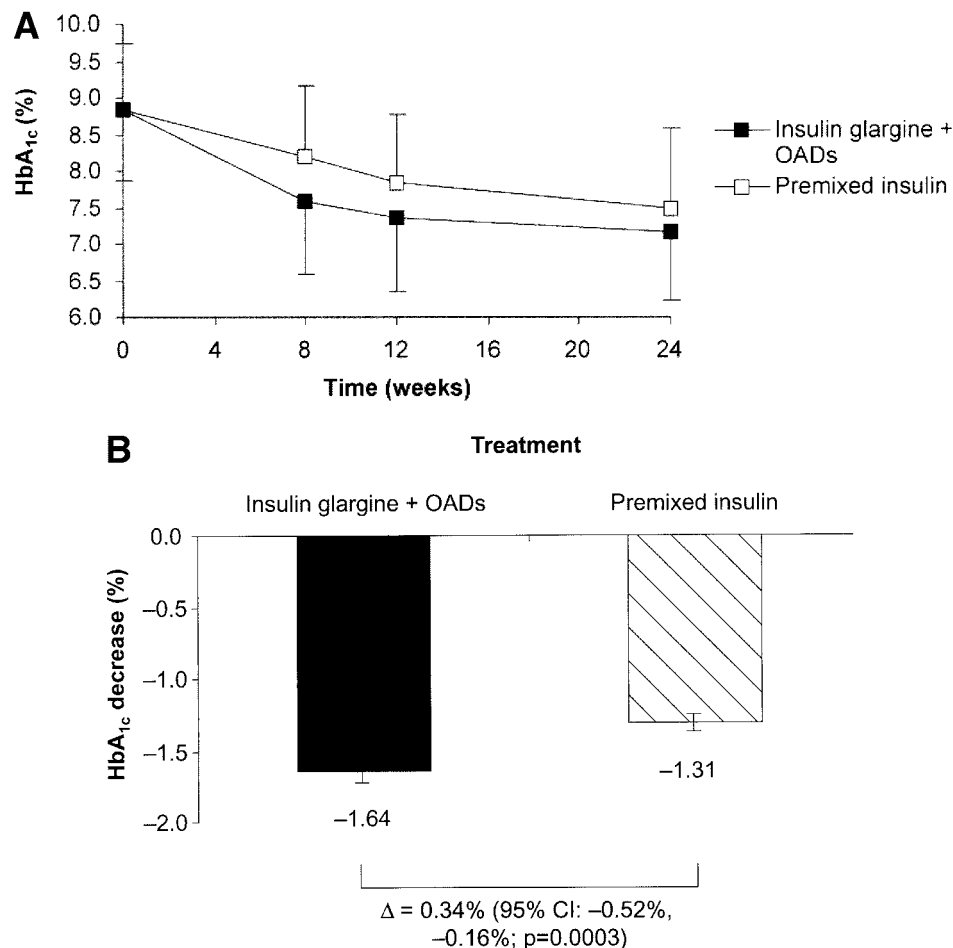 A
HbA1c (%)
10.0
9.5
9.0
8.5
8.0
7.5
7.0
6.5
6.0
0 4 8 12 16 20 24
Time (weeks)
Insulin glargine +
OADs
Premixed insulin
B
Treatment
Insulin glargine + OADs Premixed insulin
HbA1c decrease (%)
0.0
–0.5
–1.0
–1.5
–2.0
–1.64
–1.31
Δ = 0.34% (95% CI: –0.52%,
–0.16%; p=0.0003)